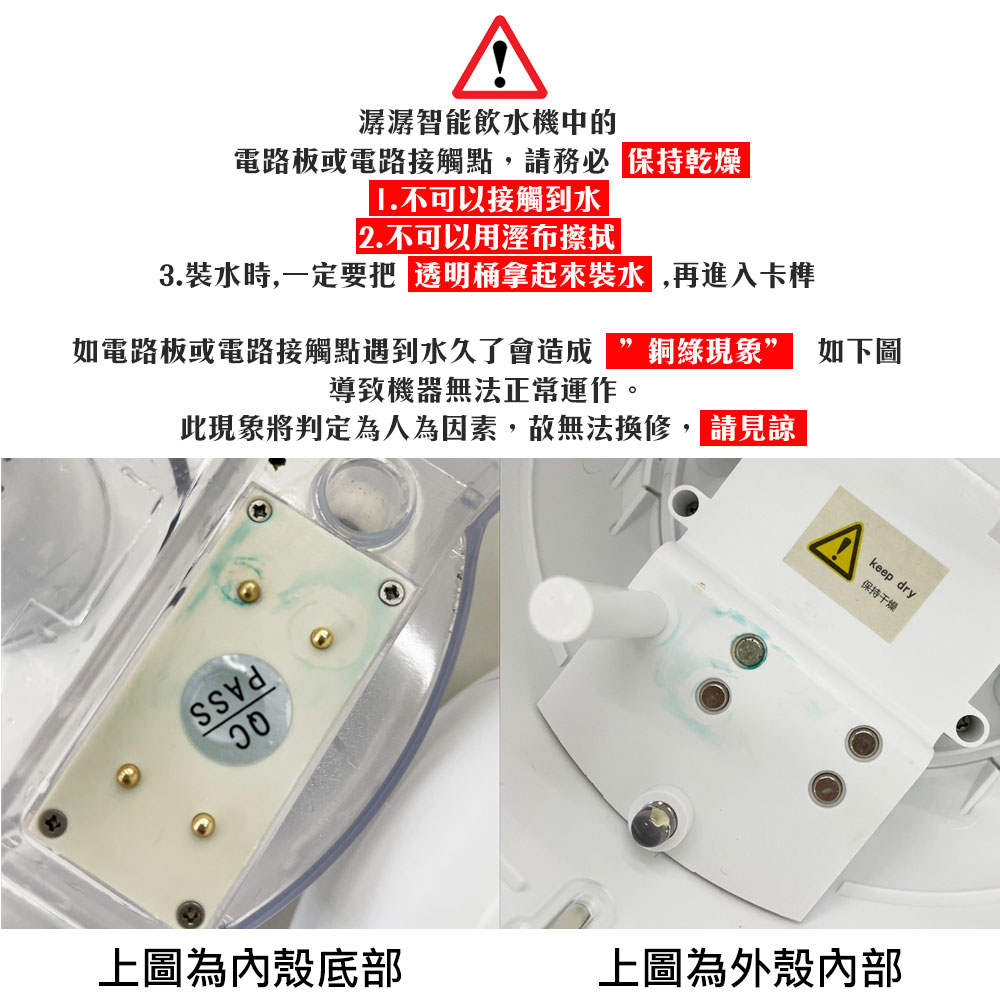 潺潺智能飲水機中的
電路板或電路接觸點，請務必 保持乾燥
1.不可以接觸到水
2.不可以用溼布擦拭
3.裝水時,一定要把 透明桶拿起來裝水 ,再進入卡榫
如電路板或電路接觸點遇到水久了會造成 ”銅綠現象” 如下圖
導致機器無法正常運作。
此現象將判定為人為因素，故無法換修，請見諒
QC
PASS
keep dry
保持干燥
上圖為內殼底部
上圖為外殼內部